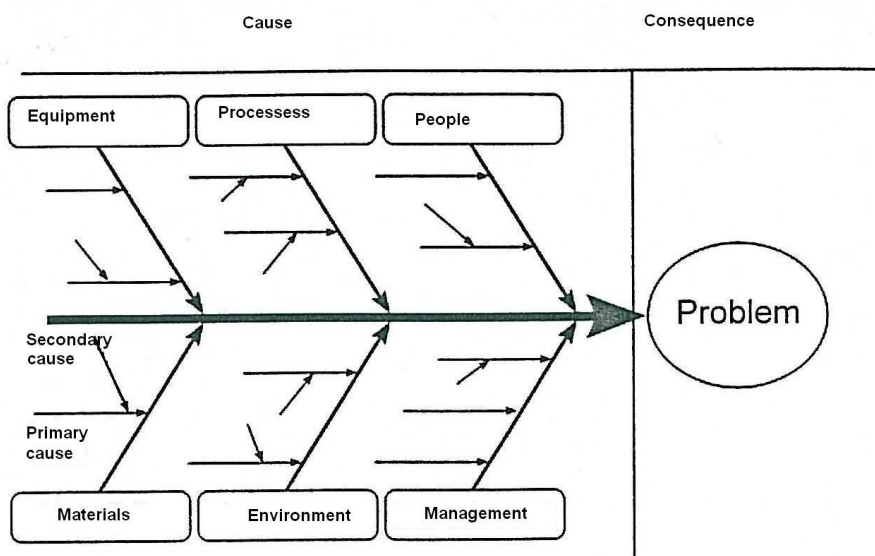 Cause
Consequence
Equipment
Processess
People
Problem
Secondary
cause
Primary
cause
Materials
Environment
Management